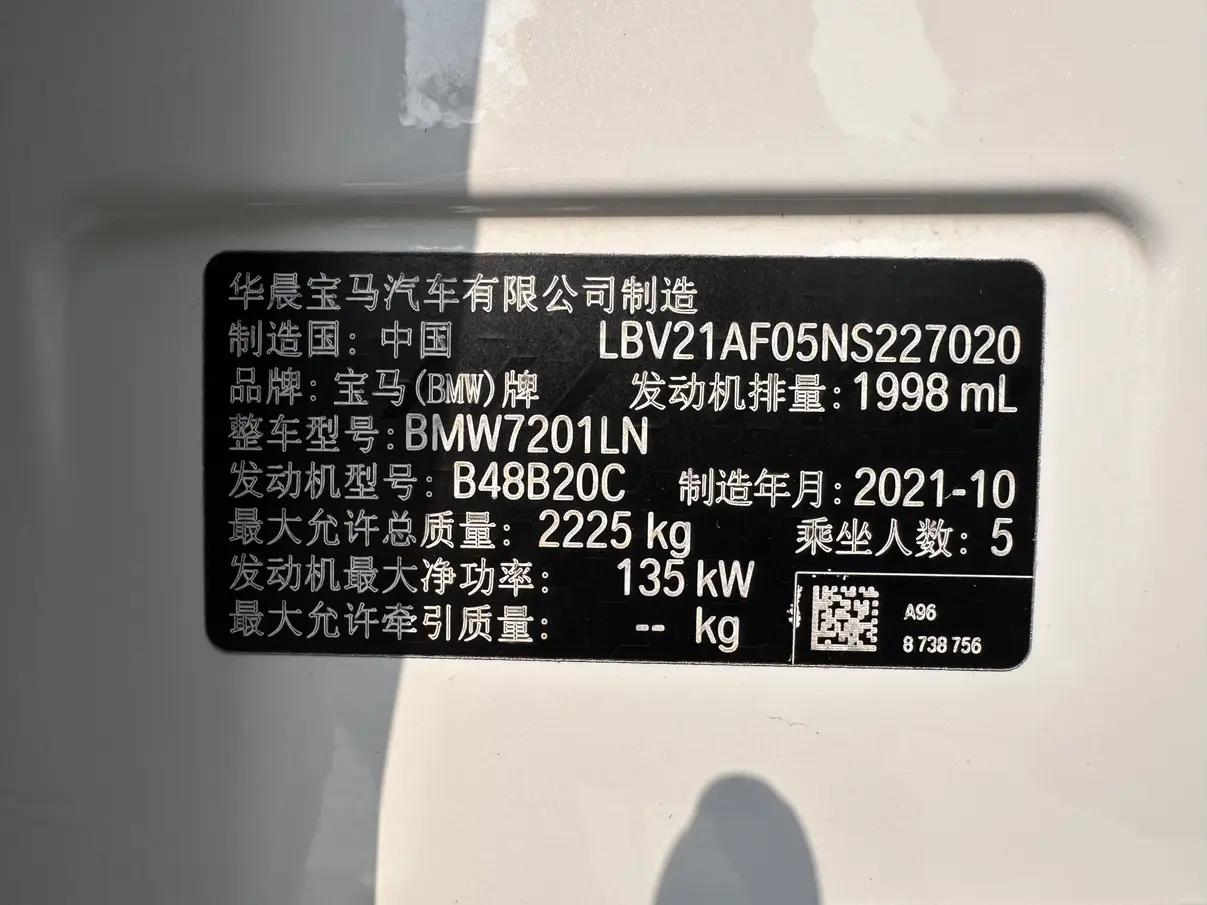 华晨宝马汽车有限公司制造
制造国：中国 LBV21AF05NS227020
品牌：宝马(BMW)牌 发动机排量：1998 mL
整车型号：BMW7201LN
发动机型号：B48B20C 制造年月：2021-10
最大允许总质量：2225 kg 乘坐人数：5
发动机最大净功率：135 kW
最大允许牵引质量：-- kg
A96
8 738 756